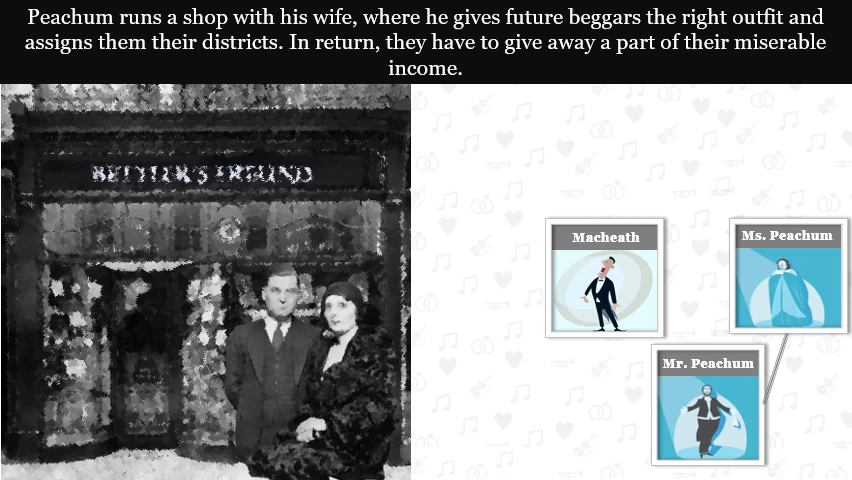 Peachum runs a shop with his wife, where he gives future beggars the right outfit and
assigns them their districts. In return, they have to give away a part of their miserable
income.
Macheath
Ms. Peachum
Mr. Peachum